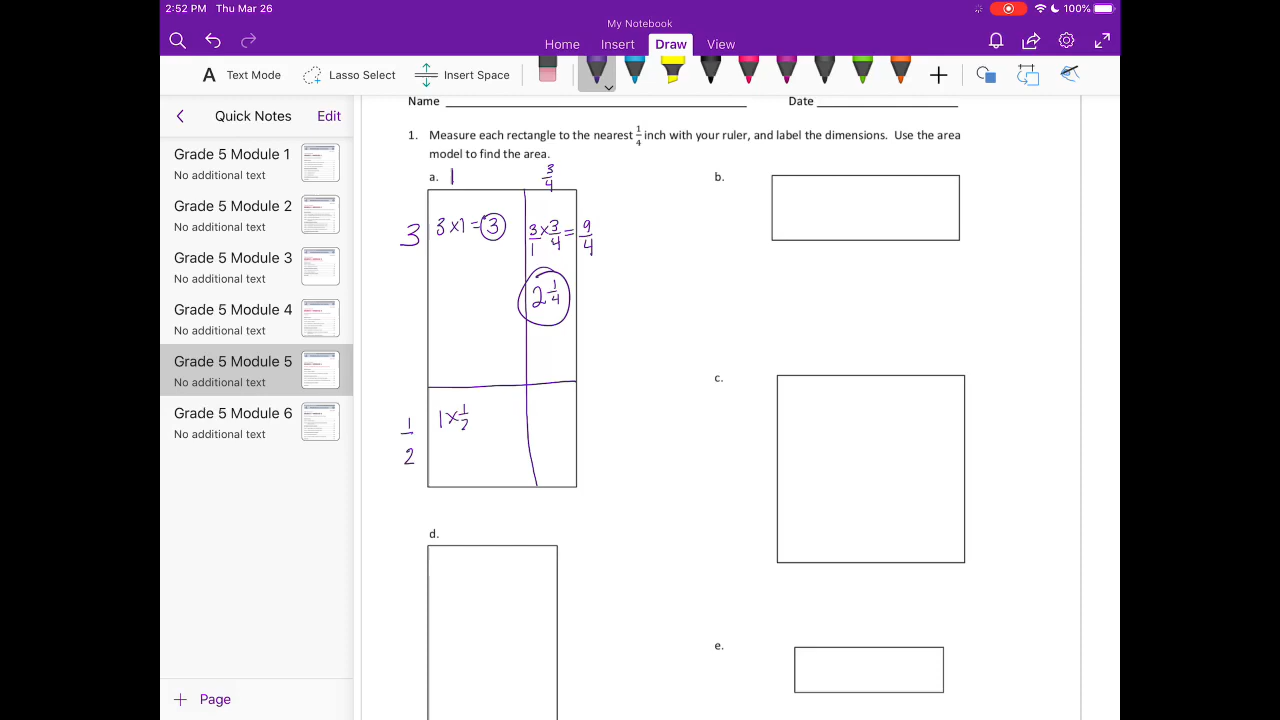 2:52 PM Thu Mar 26
100%
My Notebook
Home Insert Draw View
A Text Mode Lasso Select Insert Space
Quick Notes Edit
Grade 5 Module 1
No additional text
Grade 5 Module 2
No additional text
Grade 5 Module 3
No additional text
Grade 5 Module 4
No additional text
Grade 5 Module 5
No additional text
Grade 5 Module 6
No additional text
+ Page
Name Date
1. Measure each rectangle to the nearest 1/4 inch with your ruler, and label the dimensions. Use the area
model to find the area.
a. 1 3/4
3 3 x 1 = 3 3/1 x 3/4 = 9/4
2 1/4
1/2 1 x 1/2
b.
c.
d.
e.